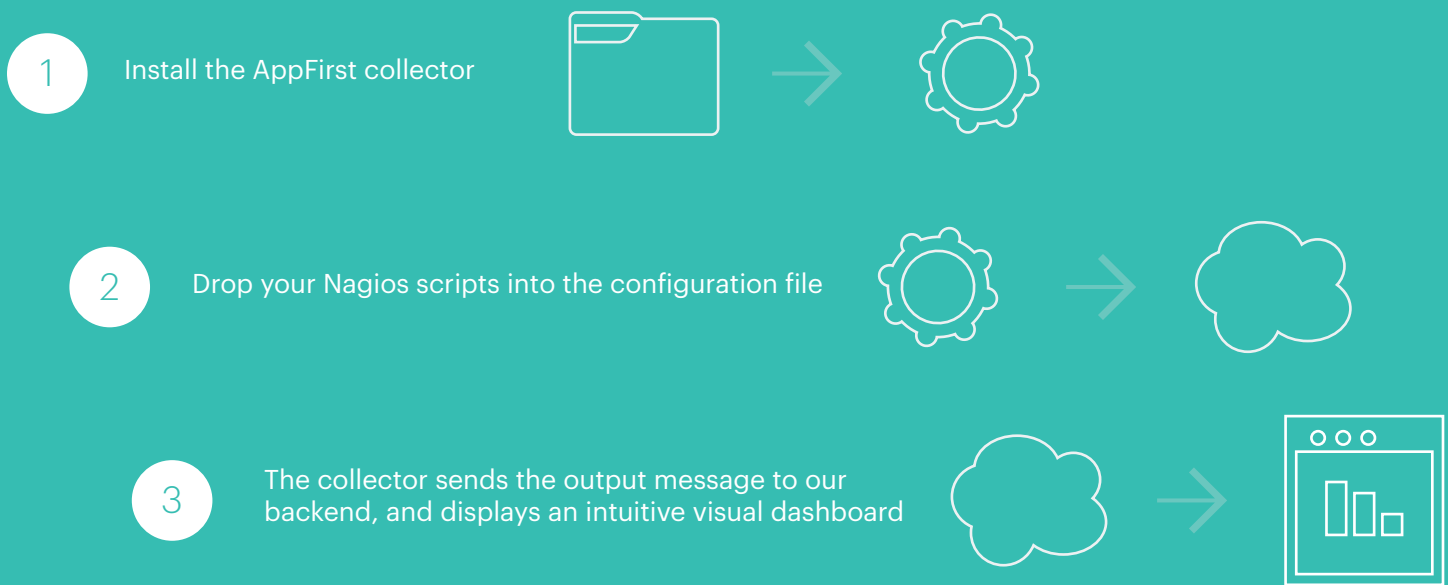 1
Install the AppFirst collector
2
Drop your Nagios scripts into the configuration file
3
The collector sends the output message to our
backend, and displays an intuitive visual dashboard